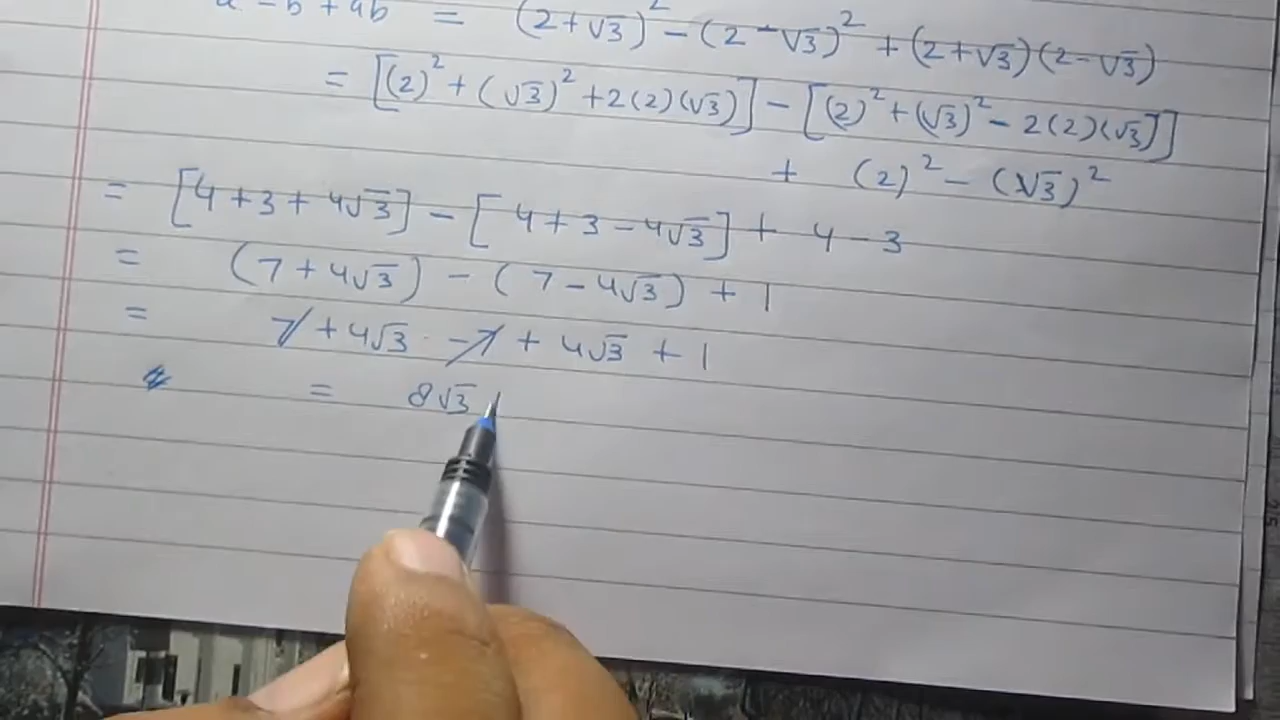 a - b + ab = (2+√3)² - (2-√3)² + (2+√3)(2-√3)
= [(2)² + (√3)² + 2(2)(√3)] - [(2)² + (√3)² - 2(2)(√3)]
+ (2)² - (√3)²
= [4+3+4√3] - [4+3-4√3] + 4-3
= (7+4√3) - (7-4√3) + 1
= 7+4√3 -7 + 4√3 + 1
= 8√3